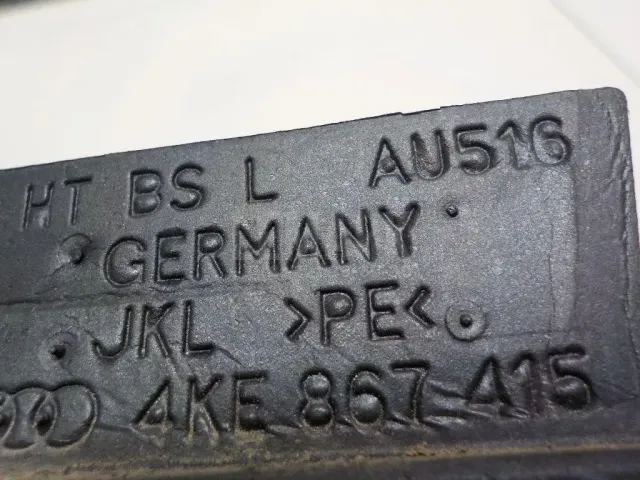 HT BS L AU516
GERMANY
JKL >PE<
4KE 867 415